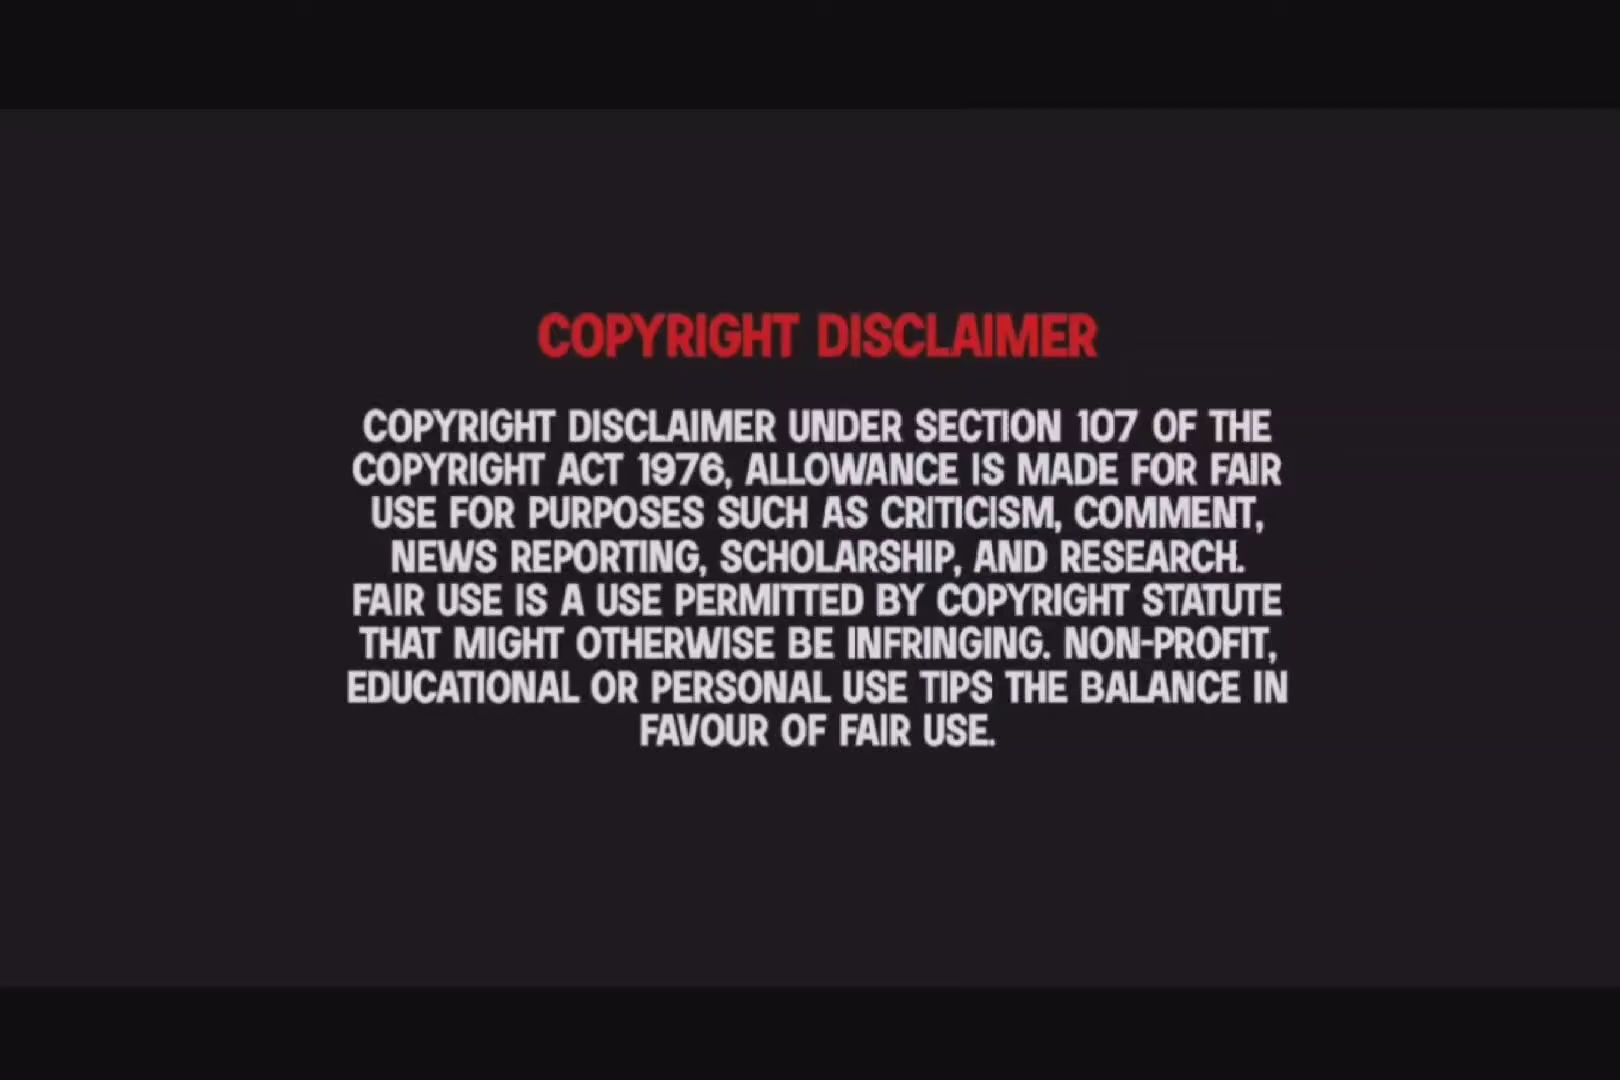 COPYRIGHT DISCLAIMER
COPYRIGHT DISCLAIMER UNDER SECTION 107 OF THE
COPYRIGHT ACT 1976, ALLOWANCE IS MADE FOR FAIR
USE FOR PURPOSES SUCH AS CRITICISM, COMMENT,
NEWS REPORTING, SCHOLARSHIP, AND RESEARCH.
FAIR USE IS A USE PERMITTED BY COPYRIGHT STATUTE
THAT MIGHT OTHERWISE BE INFRINGING. NON-PROFIT,
EDUCATIONAL OR PERSONAL USE TIPS THE BALANCE IN
FAVOUR OF FAIR USE.